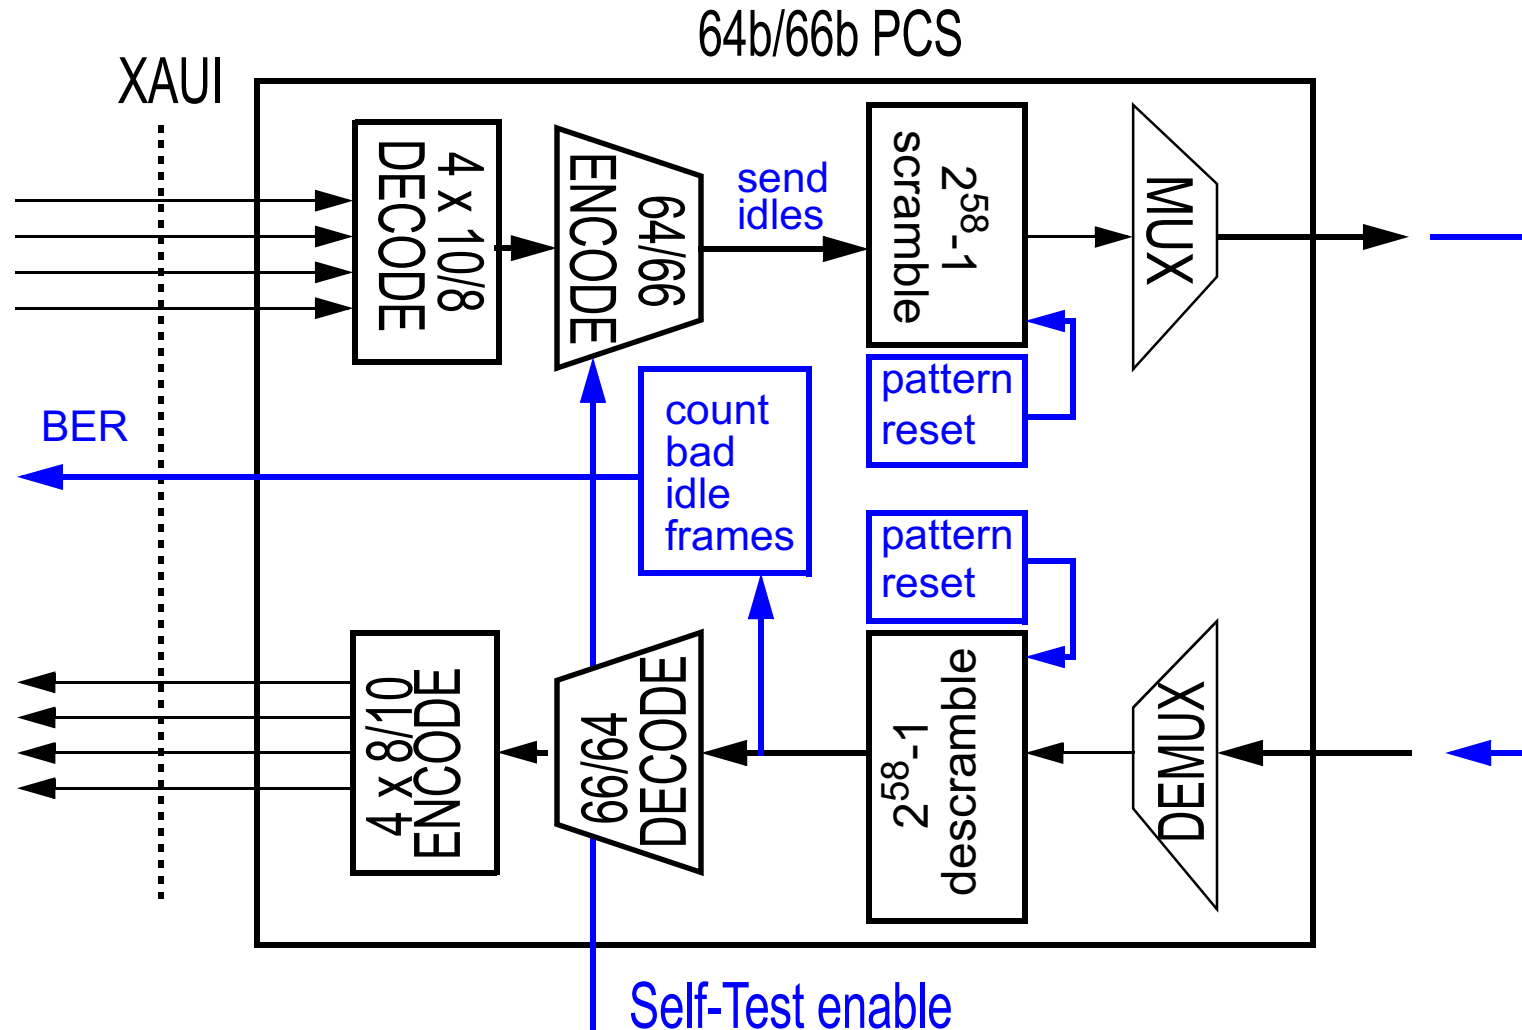 64b/66b PCS
XAUI
4 x 10/8
DECODE
64/66
ENCODE
send
idles
2^58-1
scramble
MUX
pattern
reset
count
bad
idle
frames
BER
pattern
reset
4 x 8/10
ENCODE
66/64
DECODE
2^58-1
descramble
DEMUX
Self-Test enable